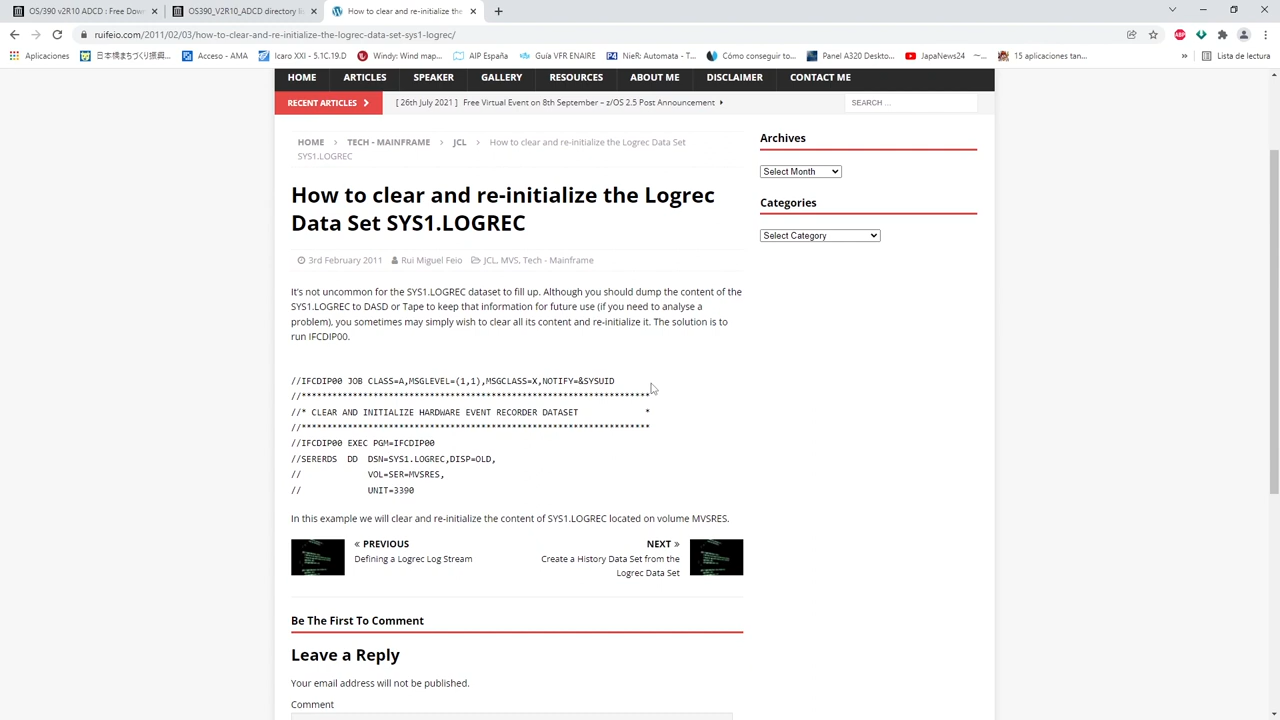 OS/390 v2R10 ADCD : Free Down
OS390_V2R10_ADCD directory lis
How to clear and re-initialize the
ruifeio.com/2011/02/03/how-to-clear-and-re-initialize-the-logrec-data-set-sys1-logrec/
Aplicaciones
日本橋まちづくり振興...
Acceso - AMA
Icaro XXI - 5.1C.19.D
Windy: Wind map...
AIP España
Guía VFR ENAIRE
NieR: Automata - T...
Cómo conseguir to...
Panel A320 Deskto...
JapaNews24 ~...
15 aplicaciones tan...
»
Lista de lectura
HOME ARTICLES SPEAKER GALLERY RESOURCES ABOUT ME DISCLAIMER CONTACT ME
RECENT ARTICLES
[ 26th July 2021 ] Free Virtual Event on 8th September – z/OS 2.5 Post Announcement
SEARCH ...
HOME > TECH - MAINFRAME > JCL > How to clear and re-initialize the Logrec Data Set
SYS1.LOGREC
How to clear and re-initialize the Logrec
Data Set SYS1.LOGREC
3rd February 2011 Rui Miguel Feio JCL, MVS, Tech - Mainframe
It's not uncommon for the SYS1.LOGREC dataset to fill up. Although you should dump the content of the
SYS1.LOGREC to DASD or Tape to keep that information for future use (if you need to analyse a
problem), you sometimes may simply wish to clear all its content and re-initialize it. The solution is to
run IFCDIP00.
//IFCDIP00 JOB CLASS=A,MSGLEVEL=(1,1),MSGCLASS=X,NOTIFY=&SYSUID
//******************************************************************
//* CLEAR AND INITIALIZE HARDWARE EVENT RECORDER DATASET *
//******************************************************************
//IFCDIP00 EXEC PGM=IFCDIP00
//SERERDS DD DSN=SYS1.LOGREC,DISP=OLD,
// VOL=SER=MVSRES,
// UNIT=3390
In this example we will clear and re-initialize the content of SYS1.LOGREC located on volume MVSRES.
« PREVIOUS
Defining a Logrec Log Stream
NEXT »
Create a History Data Set from the
Logrec Data Set
Be The First To Comment
Leave a Reply
Your email address will not be published.
Comment
Archives
Select Month
Categories
Select Category